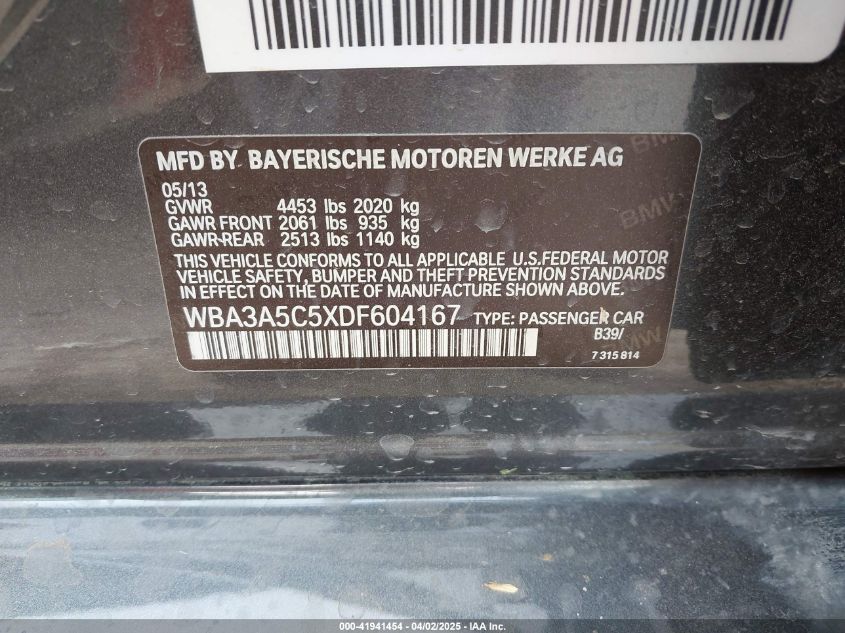 MFD BY. BAYERISCHE MOTOREN WERKE AG
05/13
GVWR 4453 lbs 2020 kg
GAWR FRONT 2061 lbs 935 kg
GAWR-REAR 2513 lbs 1140 kg
THIS VEHICLE CONFORMS TO ALL APPLICABLE U.S.FEDERAL MOTOR
VEHICLE SAFETY, BUMPER AND THEFT PREVENTION STANDARDS
IN EFFECT ON THE DATE OF MANUFACTURE SHOWN ABOVE.
WBA3A5C5XDF604167 TYPE: PASSENGER CAR
B39/
7 315 814
BMW
BMW
BMW
000-41941454 - 04/02/2025 - IAA Inc.